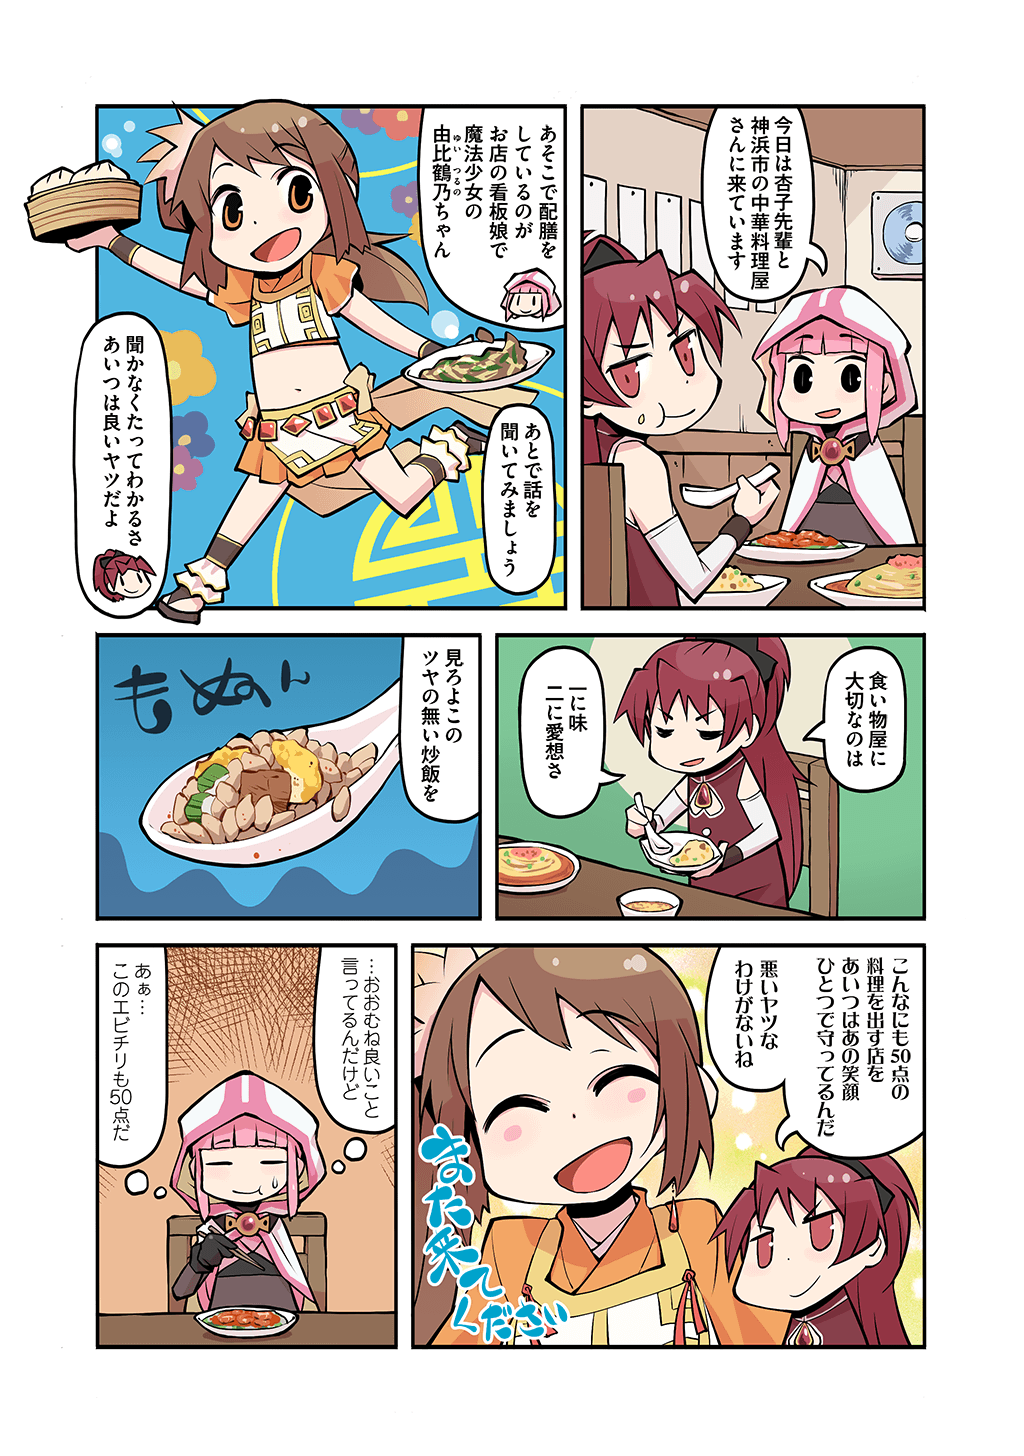 今日は杏子先輩と
神浜市の中華料理屋
さんに来ています
あそこで配膳を
しているのが
お店の看板娘で
魔法少女の
由比鶴乃ちゃん
ゆい つるの
あとで話を
聞いてみましょう
聞かなくたってわかるさ
あいつは良いヤツだよ
食い物屋に
大切なのは
一に味
二に愛想さ
見ろよこの
ツヤの無い炒飯を
もぬん
こんなにも50点の
料理を出す店を
あいつはあの笑顔
ひとつで守ってるんだ
悪いヤツな
わけがないね
また来てください
…おおむね良いこと
言ってるんだけど
あぁ…
このエビチリも50点だ